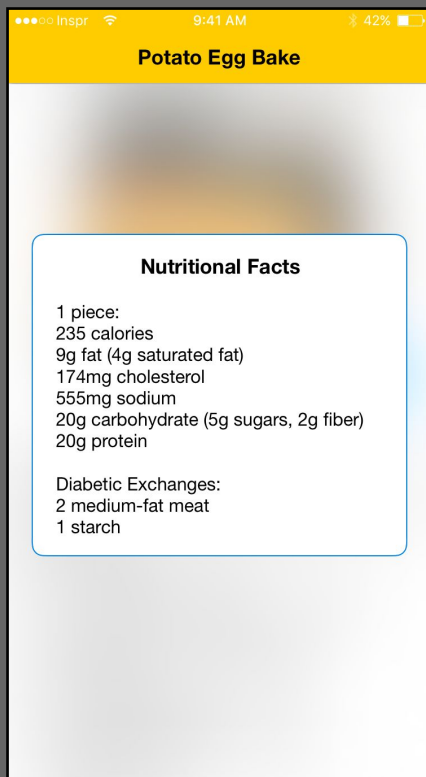 Inspr 9:41 AM 42%
Potato Egg Bake
Nutritional Facts
1 piece:
235 calories
9g fat (4g saturated fat)
174mg cholesterol
555mg sodium
20g carbohydrate (5g sugars, 2g fiber)
20g protein
Diabetic Exchanges:
2 medium-fat meat
1 starch